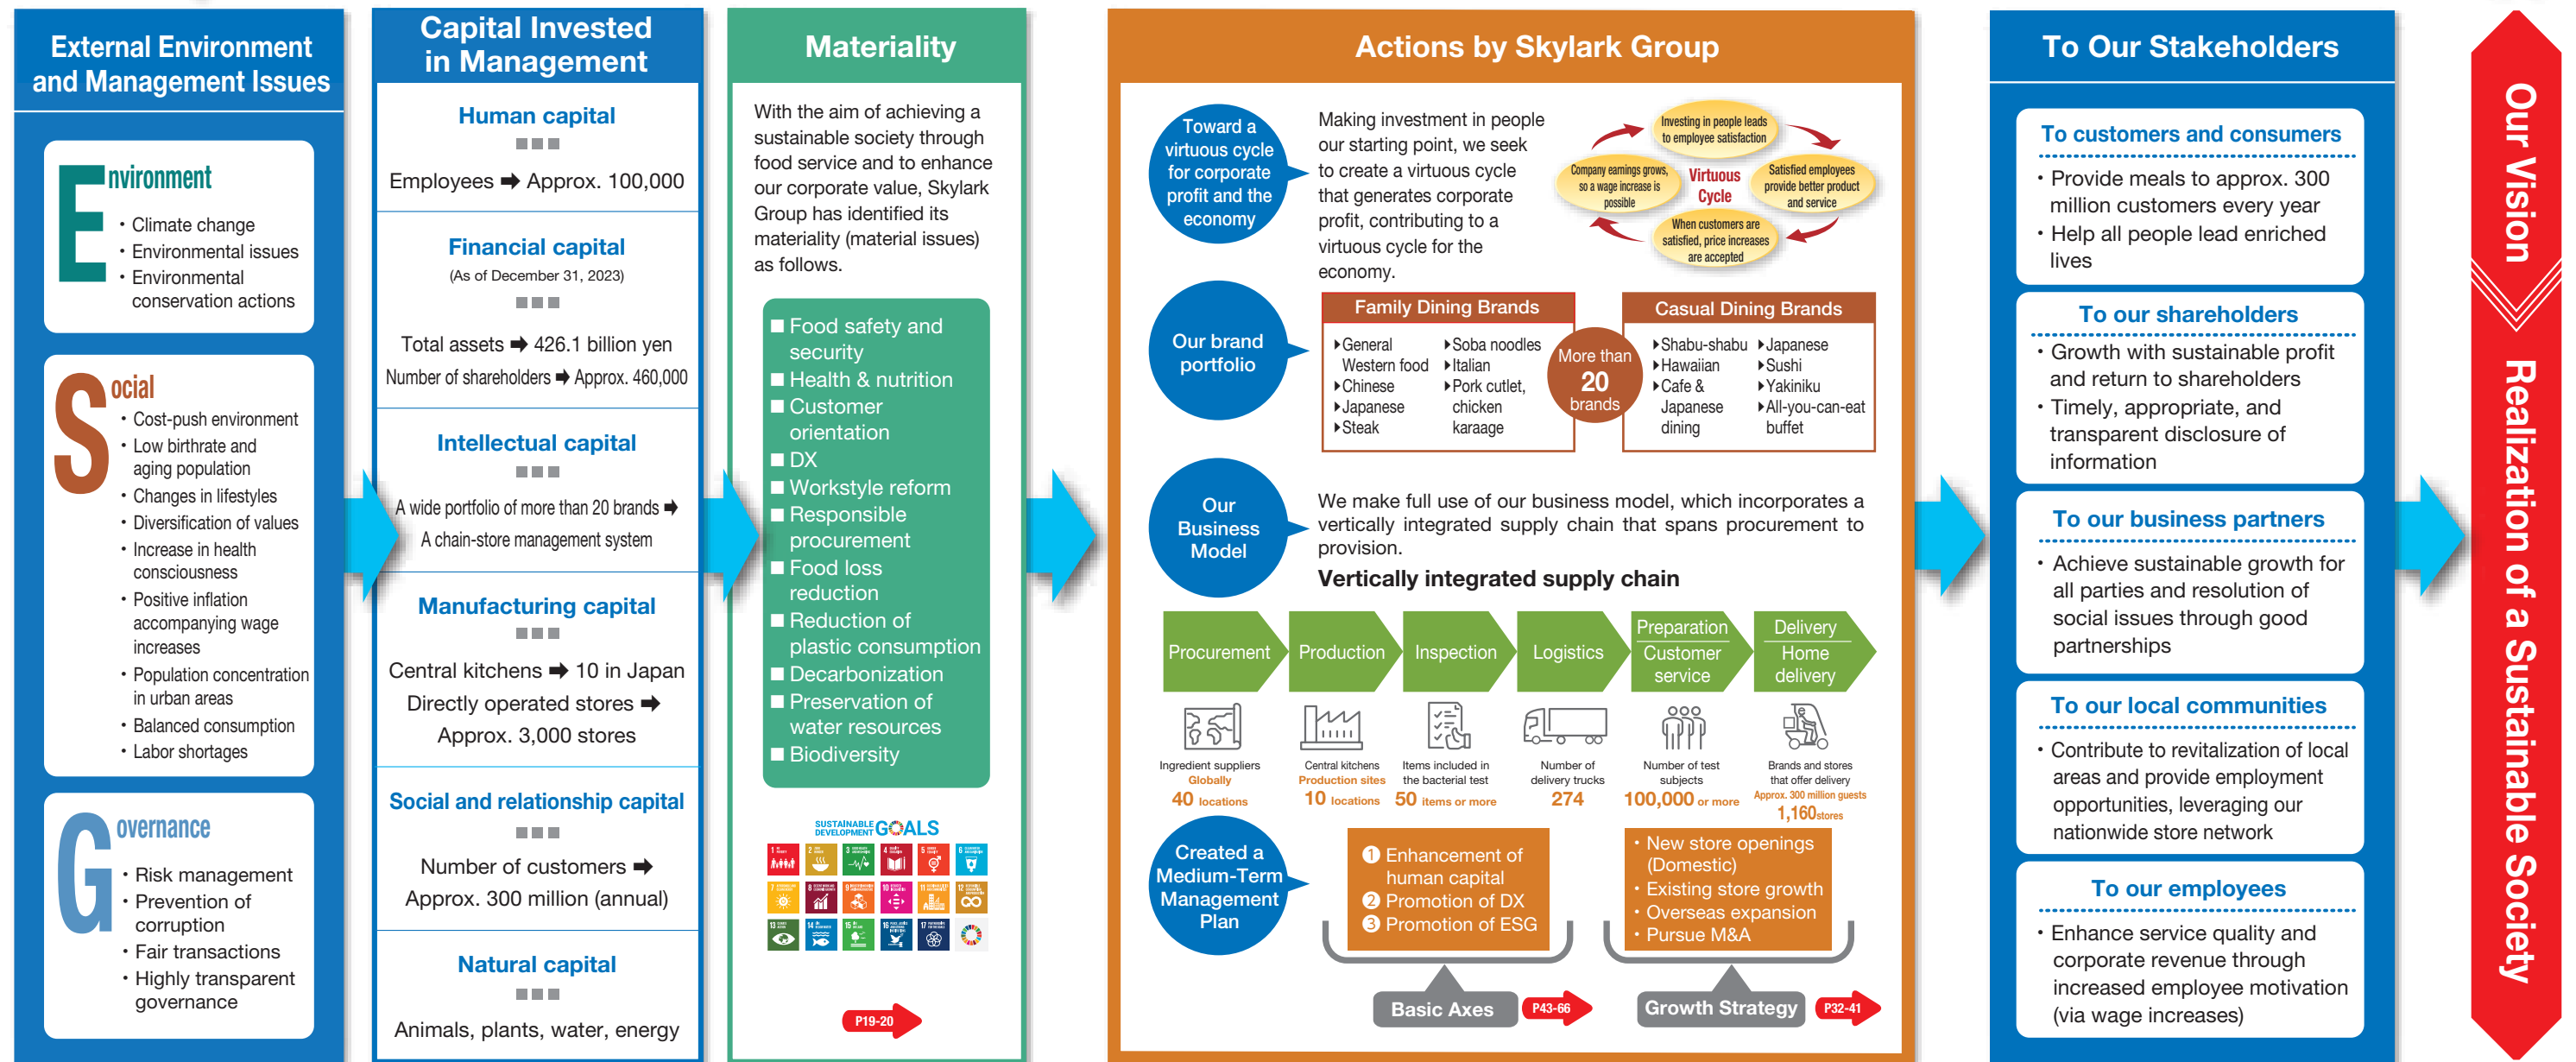 External Environment
and Management Issues
Environment
・Climate change
・Environmental issues
・Environmental
conservation actions
Social
・Cost-push environment
・Low birthrate and
aging population
・Changes in lifestyles
・Diversification of values
・Increase in health
consciousness
・Positive inflation
accompanying wage
increases
・Population concentration
in urban areas
・Balanced consumption
・Labor shortages
Governance
・Risk management
・Prevention of
corruption
・Fair transactions
・Highly transparent
governance
Capital Invested
in Management
Human capital
Employees ➡ Approx. 100,000
Financial capital
(As of December 31, 2023)
Total assets ➡ 426.1 billion yen
Number of shareholders ➡ Approx. 460,000
Intellectual capital
A wide portfolio of more than 20 brands ➡
A chain-store management system
Manufacturing capital
Central kitchens ➡ 10 in Japan
Directly operated stores ➡
Approx. 3,000 stores
Social and relationship capital
Number of customers ➡
Approx. 300 million (annual)
Natural capital
Animals, plants, water, energy
Materiality
With the aim of achieving a
sustainable society through
food service and to enhance
our corporate value, Skylark
Group has identified its
materiality (material issues)
as follows.
■ Food safety and
security
■ Health & nutrition
■ Customer
orientation
■ DX
■ Workstyle reform
■ Responsible
procurement
■ Food loss
reduction
■ Reduction of
plastic consumption
■ Decarbonization
■ Preservation of
water resources
■ Biodiversity
SUSTAINABLE
DEVELOPMENT GOALS
1 2 3 4 5 6
7 8 9 10 11 12
13 14 15 16 17
P19-20
Actions by Skylark Group
Toward a
virtuous cycle
for corporate
profit and the
economy
Making investment in people
our starting point, we seek
to create a virtuous cycle
that generates corporate
profit, contributing to a
virtuous cycle for the
economy.
Investing in people leads
to employee satisfaction
Satisfied employees
provide better product
and service
When customers are
satisfied, price increases
are accepted
Company earnings grows,
so a wage increase is
possible
Virtuous
Cycle
Our brand
portfolio
Family Dining Brands
General
Western food
Chinese
Japanese
Steak
Soba noodles
Italian
Pork cutlet,
chicken
karaage
More than
20
brands
Casual Dining Brands
Shabu-shabu
Hawaiian
Cafe &
Japanese
dining
Japanese
Sushi
Yakiniku
All-you-can-eat
buffet
Our
Business
Model
We make full use of our business model, which incorporates a
vertically integrated supply chain that spans procurement to
provision.
Vertically integrated supply chain
Procurement
Production
Inspection
Logistics
Preparation
Customer
service
Delivery
Home
delivery
Ingredient suppliers
Globally
40 locations
Central kitchens
Production sites
10 locations
Items included in
the bacterial test
50 items or more
Number of
delivery trucks
274
Number of test
subjects
100,000 or more
Brands and stores
that offer delivery
Approx. 300 million guests
1,160 stores
Created a
Medium-Term
Management
Plan
❶ Enhancement of
human capital
❷ Promotion of DX
❸ Promotion of ESG
Basic Axes
P43-66
・New store openings
(Domestic)
・Existing store growth
・Overseas expansion
・Pursue M&A
Growth Strategy
P32-41
To Our Stakeholders
To customers and consumers
・Provide meals to approx. 300
million customers every year
・Help all people lead enriched
lives
To our shareholders
・Growth with sustainable profit
and return to shareholders
・Timely, appropriate, and
transparent disclosure of
information
To our business partners
・Achieve sustainable growth for
all parties and resolution of
social issues through good
partnerships
To our local communities
・Contribute to revitalization of local
areas and provide employment
opportunities, leveraging our
nationwide store network
To our employees
・Enhance service quality and
corporate revenue through
increased employee motivation
(via wage increases)
Our Vision
Realization of a Sustainable Society